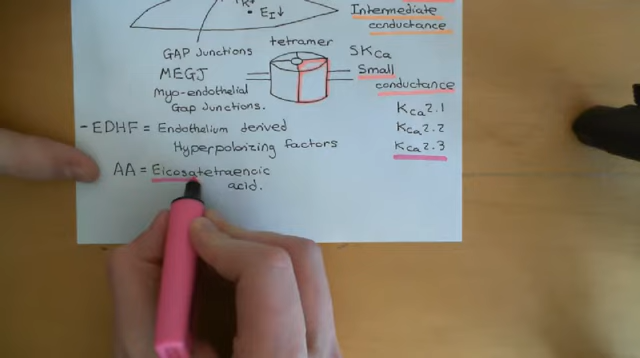 K+
EI↓
Intermediate
conductance
GAP Junctions
tetramer
SKCa
MEGJ
Small
conductance
Myo-endothelial
Gap Junctions.
KCa2.1
- EDHF = Endothelium derived
KCa2.2
Hyperpolorizing factors
KCa2.3
AA = Eicosatetraenoic
acid.